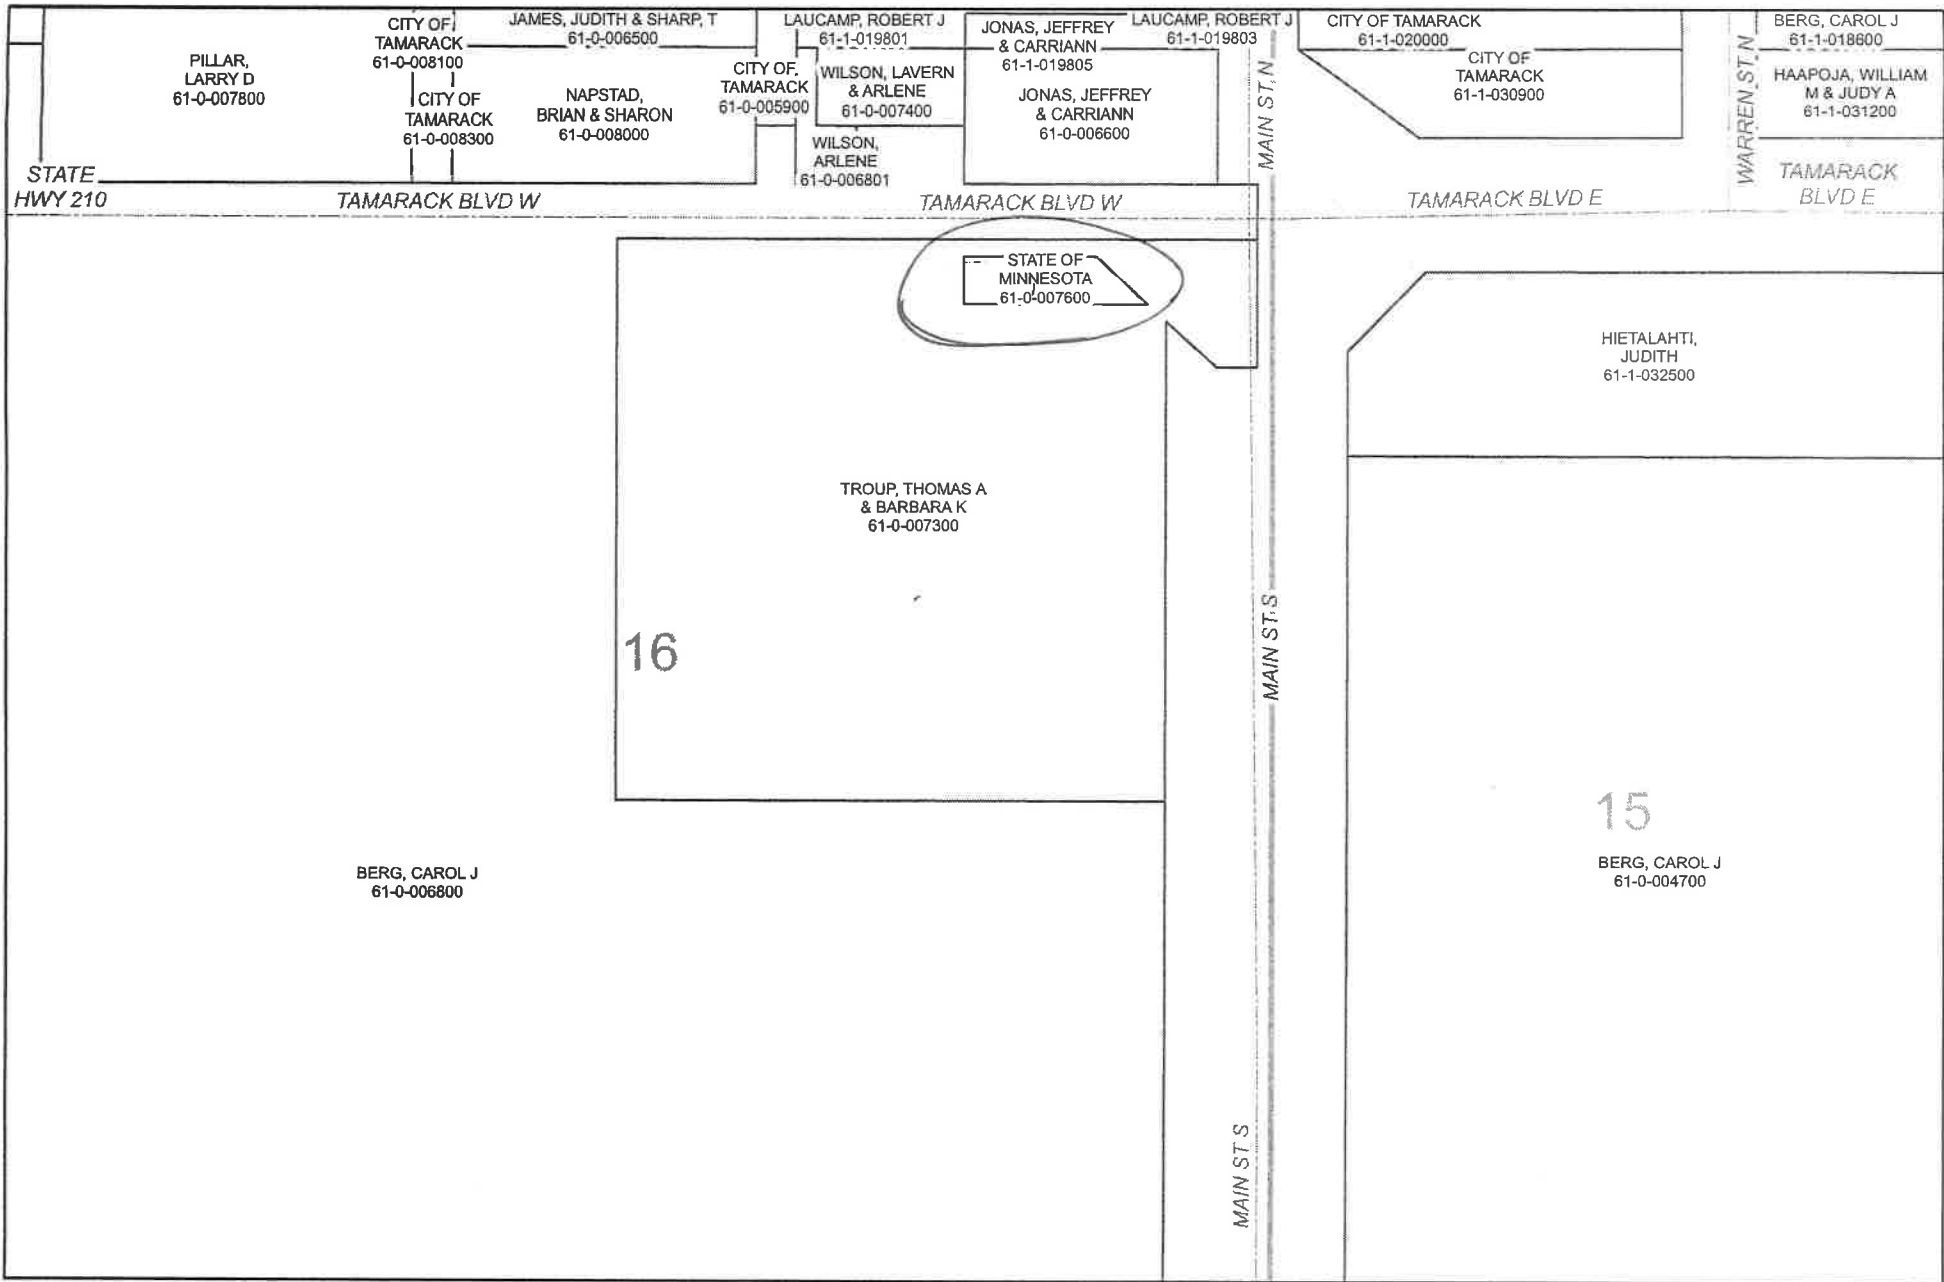 PILLAR,
LARRY D
61-0-007800
CITY OF
TAMARACK
61-0-008100
CITY OF
TAMARACK
61-0-008300
JAMES, JUDITH & SHARP, T
61-0-006500
NAPSTAD,
BRIAN & SHARON
61-0-008000
CITY OF
TAMARACK
61-0-005900
LAUCAMP, ROBERT J
61-1-019801
WILSON, LAVERN
& ARLENE
61-0-007400
WILSON,
ARLENE
61-0-006801
JONAS, JEFFREY
& CARRIANN
61-1-019805
JONAS, JEFFREY
& CARRIANN
61-0-006600
LAUCAMP, ROBERT J
61-1-019803
MAIN ST N
CITY OF TAMARACK
61-1-020000
CITY OF
TAMARACK
61-1-030900
WARREN ST N
BERG, CAROL J
61-1-018600
HAAPOJA, WILLIAM
M & JUDY A
61-1-031200
STATE
HWY 210
TAMARACK BLVD W
TAMARACK BLVD W
TAMARACK BLVD E
TAMARACK
BLVD E
STATE OF
MINNESOTA
61-0-007600
HIETALAHTI,
JUDITH
61-1-032500
TROUP, THOMAS A
& BARBARA K
61-0-007300
16
MAIN ST S
15
BERG, CAROL J
61-0-006800
BERG, CAROL J
61-0-004700
MAIN ST S